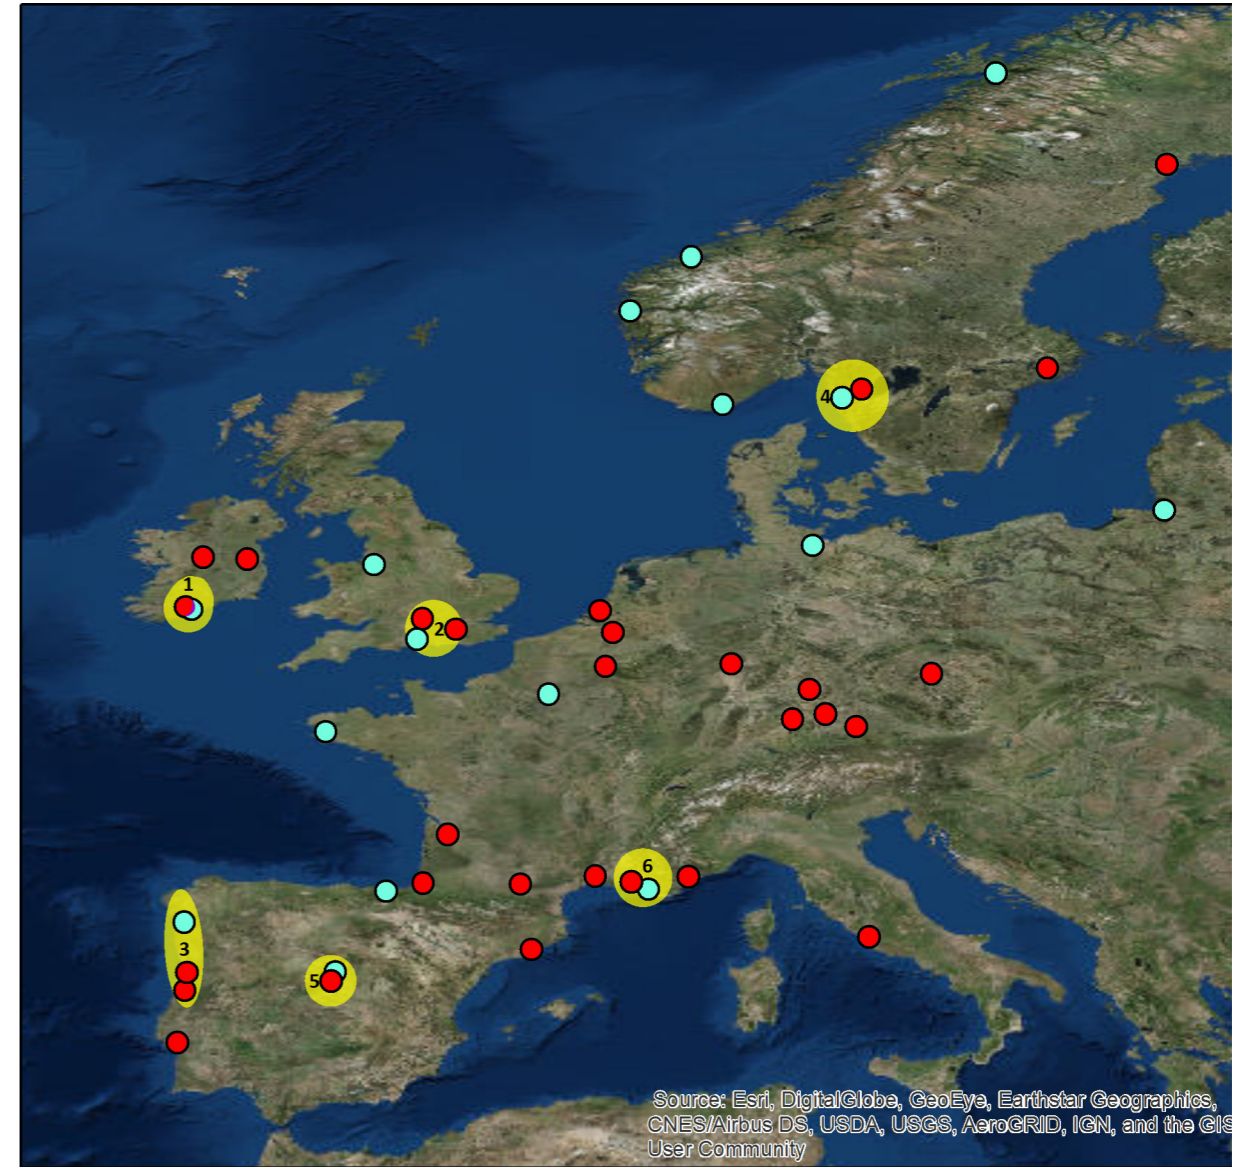 4
1
2
6
3
5
Source: Esri, DigitalGlobe, GeoEye, Earthstar Geographics,
CNES/Airbus DS, USDA, USGS, AeroGRID, IGN, and the GIS
User Community